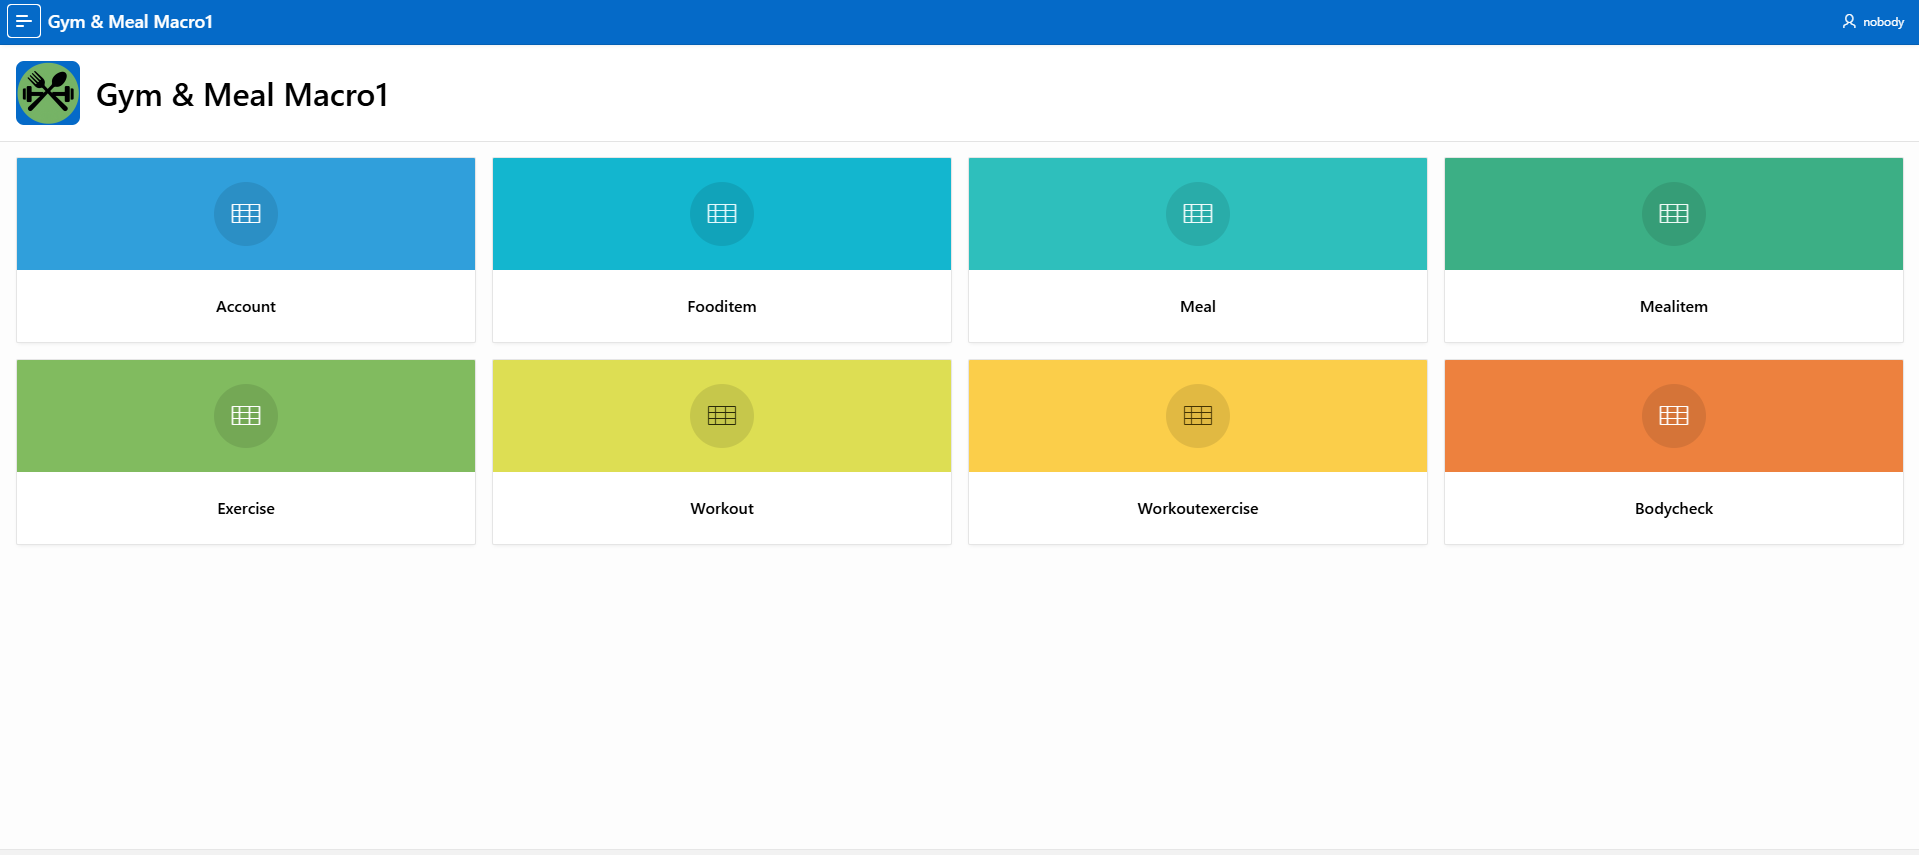 Gym & Meal Macro1
nobody
Gym & Meal Macro1
Account
Fooditem
Meal
Mealitem
Exercise
Workout
Workoutexercise
Bodycheck